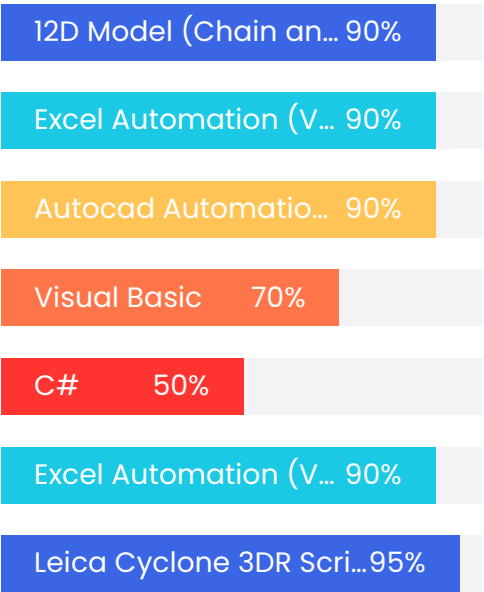 12D Model (Chain an... 90%
Excel Automation (V... 90%
Autocad Automatio... 90%
Visual Basic 70%
C# 50%
Excel Automation (V... 90%
Leica Cyclone 3DR Scri...95%